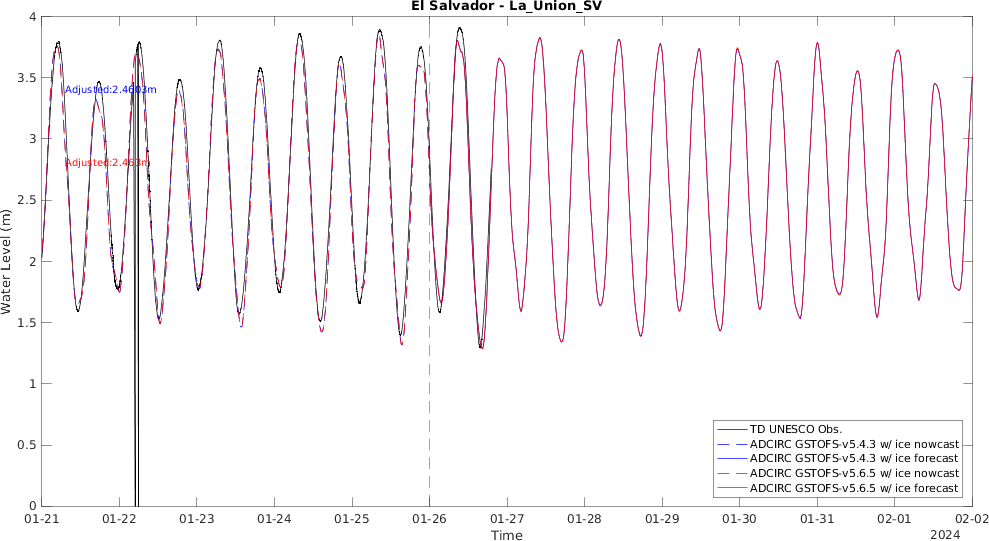 El Salvador - La_Union_SV
4
3.5
3
2.5
2
1.5
1
0.5
0
Water Level (m)
Adjusted:2.4603m
Adjusted:2.463m
TD UNESCO Obs.
ADCIRC GSTOFS-v5.4.3 w/ ice nowcast
ADCIRC GSTOFS-v5.4.3 w/ ice forecast
ADCIRC GSTOFS-v5.6.5 w/ ice nowcast
ADCIRC GSTOFS-v5.6.5 w/ ice forecast
01-21 01-22 01-23 01-24 01-25 01-26 01-27 01-28 01-29 01-30 01-31 02-01 02-02
Time 2024